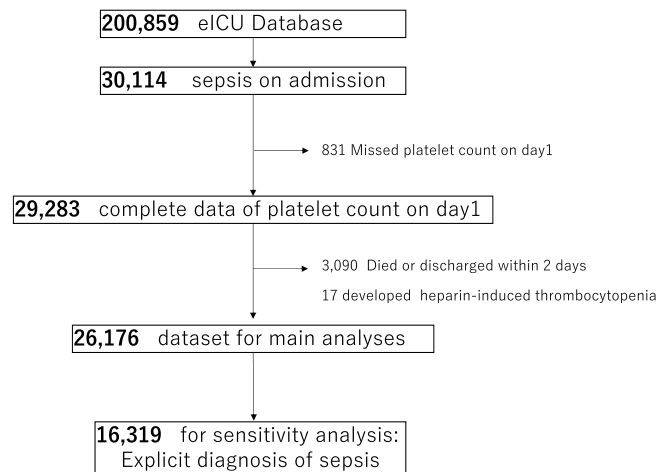 200,859 eICU Database
30,114 sepsis on admission
831 Missed platelet count on day1
29,283 complete data of platelet count on day1
3,090 Died or discharged within 2 days
17 developed heparin-induced thrombocytopenia
26,176 dataset for main analyses
16,319 for sensitivity analysis:
Explicit diagnosis of sepsis